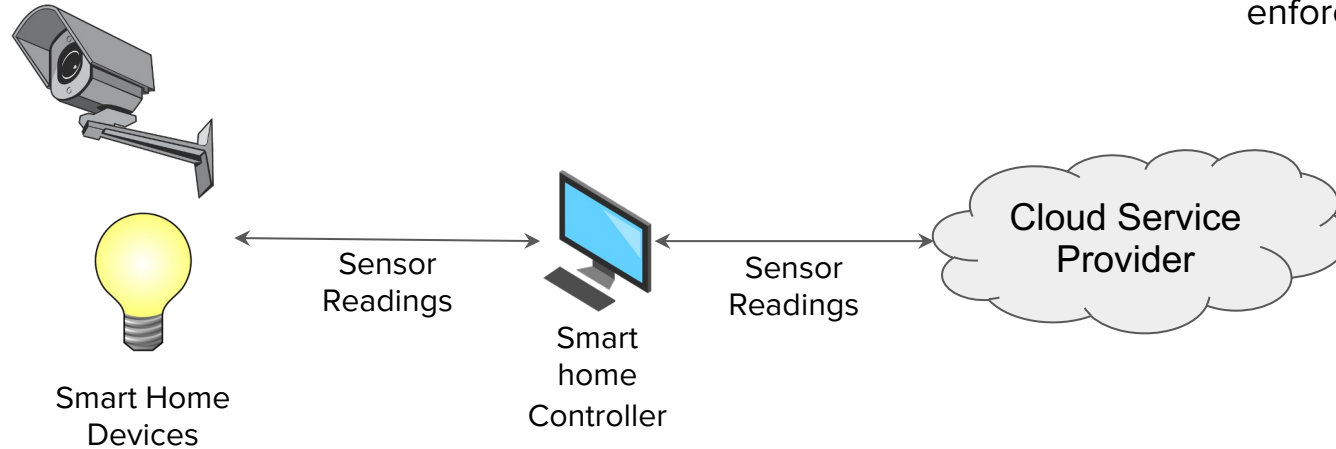 Sensor
Readings
Sensor
Readings
Cloud Service
Provider
Smart
home
Controller
Smart Home
Devices